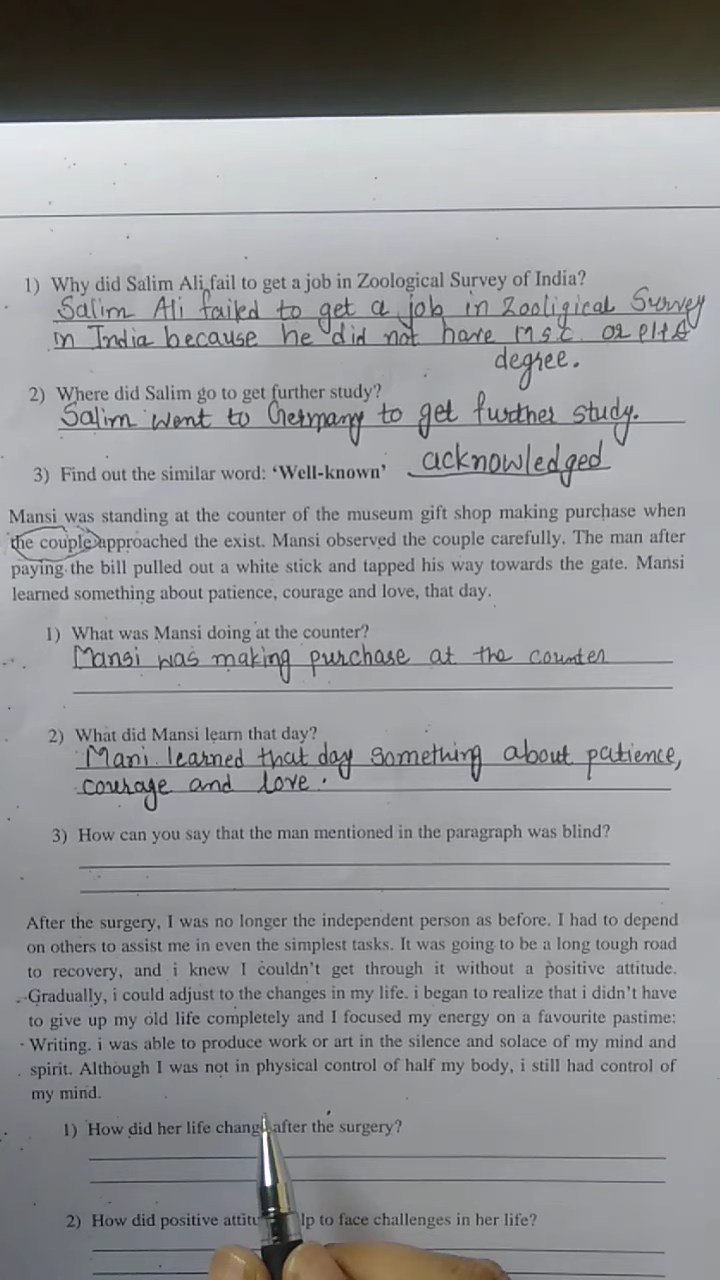 1) Why did Salim Ali fail to get a job in Zoological Survey of India?
Salim Ali failed to get a job in Zooligical Survey
in India because he did not have M.S.C. or PHD
degree.
2) Where did Salim go to get further study?
Salim went to Germany to get further study.
3) Find out the similar word: ‘Well-known’ acknowledged
Mansi was standing at the counter of the museum gift shop making purchase when
the couple approached the exist. Mansi observed the couple carefully. The man after
paying the bill pulled out a white stick and tapped his way towards the gate. Mansi
learned something about patience, courage and love, that day.
1) What was Mansi doing at the counter?
Mansi was making purchase at the counter
2) What did Mansi learn that day?
Mani learned that day something about patience,
courage and love.
3) How can you say that the man mentioned in the paragraph was blind?
After the surgery, I was no longer the independent person as before. I had to depend
on others to assist me in even the simplest tasks. It was going to be a long tough road
to recovery, and i knew I couldn't get through it without a positive attitude.
Gradually, i could adjust to the changes in my life. i began to realize that i didn't have
to give up my old life completely and I focused my energy on a favourite pastime:
Writing. i was able to produce work or art in the silence and solace of my mind and
spirit. Although I was not in physical control of half my body, i still had control of
my mind.
1) How did her life chang after the surgery?
2) How did positive attitu lp to face challenges in her life?